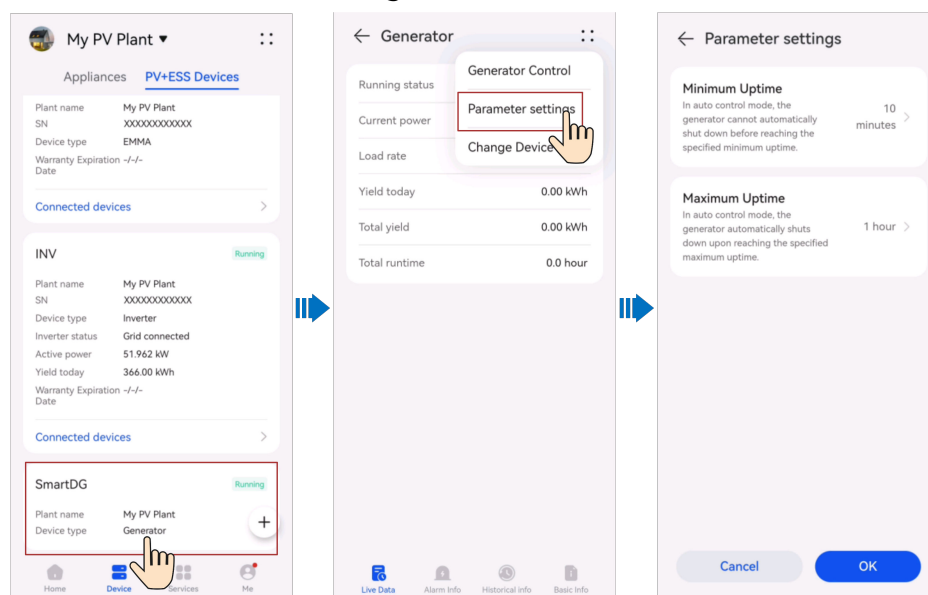 My PV Plant ▼
Appliances PV+ESS Devices
Plant name My PV Plant
SN XXXXXXXXXXXX
Device type EMMA
Warranty Expiration -/-/-
Date
Connected devices
INV Running
Plant name My PV Plant
SN XXXXXXXXXXXX
Device type Inverter
Inverter status Grid connected
Active power 51.962 kW
Yield today 366.00 kWh
Warranty Expiration -/-/-
Date
Connected devices
SmartDG Running
Plant name My PV Plant
Device type Generator
Home Device Services Me
Generator
Generator Control
Parameter settings
Change Device
Running status
Current power
Load rate
Yield today 0.00 kWh
Total yield 0.00 kWh
Total runtime 0.0 hour
Live Data Alarm Info Historical info Basic Info
Parameter settings
Minimum Uptime
In auto control mode, the
generator cannot automatically
shut down before reaching the
specified minimum uptime.
10
minutes
Maximum Uptime
In auto control mode, the
generator automatically shuts
down upon reaching the specified
maximum uptime.
1 hour
Cancel OK